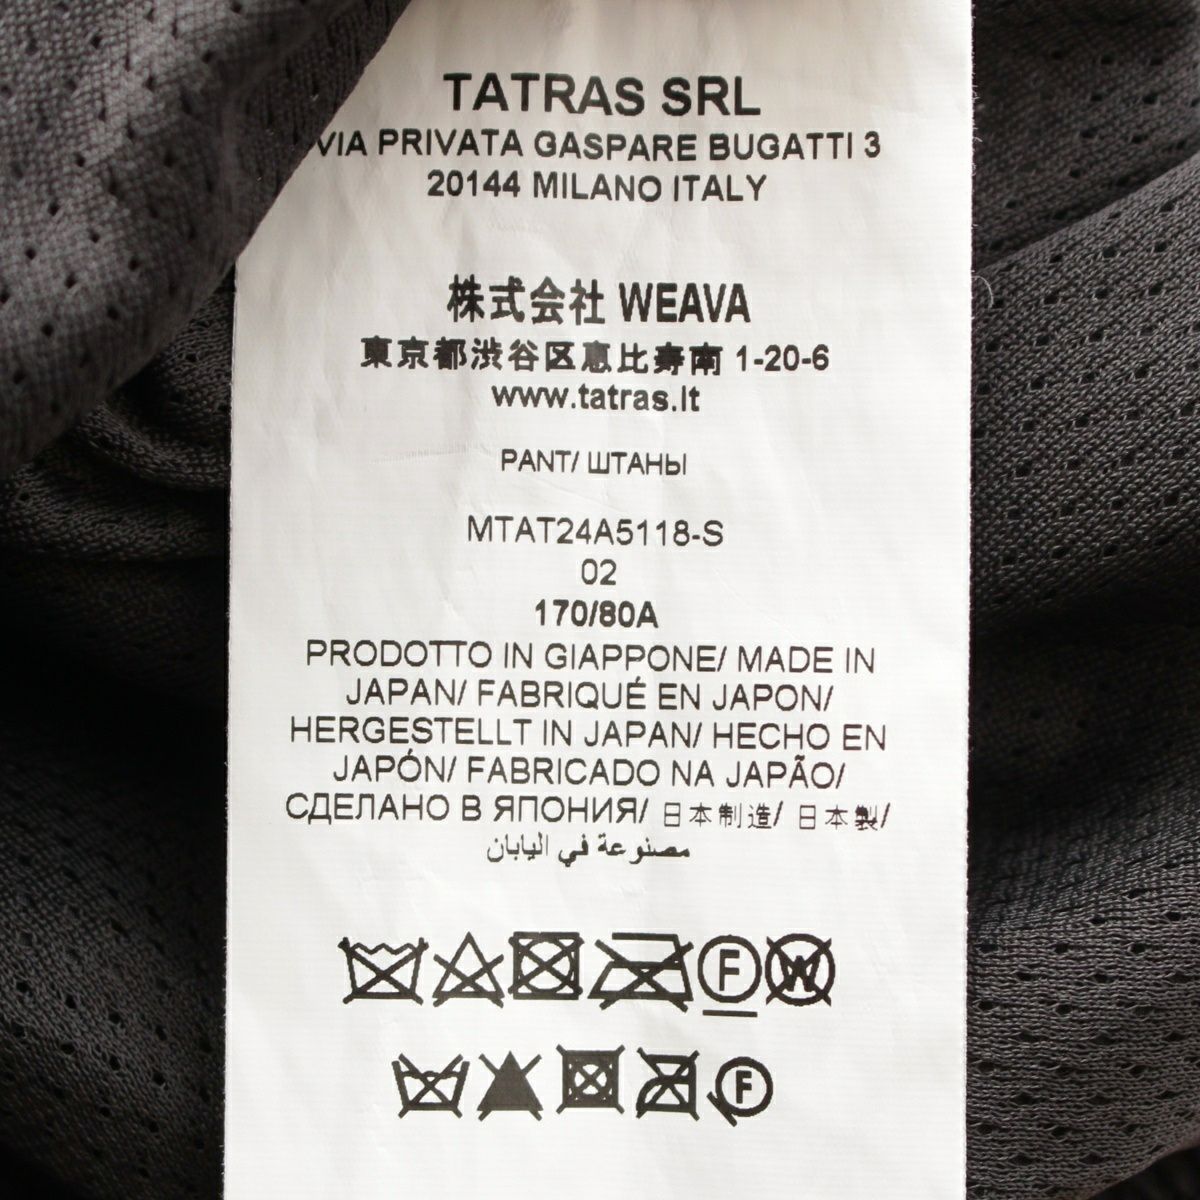 TATRAS SRL
VIA PRIVATA GASPARE BUGATTI 3
20144 MILANO ITALY
株式会社 WEAVA
東京都渋谷区恵比寿南 1-20-6
www.tatras.it
PANT/ ШТАНЫ
MTAT24A5118-S
02
170/80A
PRODOTTO IN GIAPPONE/ MADE IN
JAPAN/ FABRIQUÉ EN JAPON/
HERGESTELLT IN JAPAN/ HECHO EN
JAPÓN/ FABRICADO NA JAPÃO/
СДЕЛАНО В ЯПОНИЯ/ 日本制造/ 日本製/
مصنوعة في اليابان
F W
F